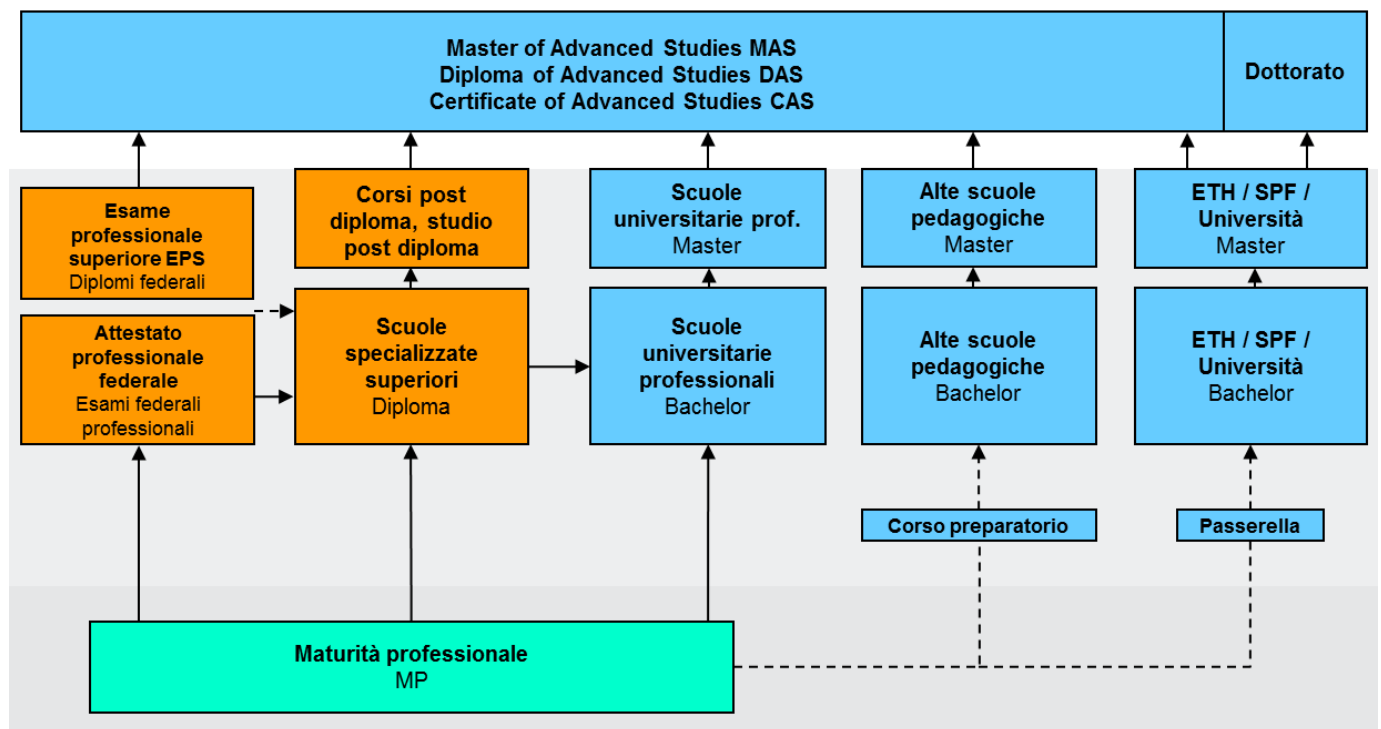 Master of Advanced Studies MAS
Diploma of Advanced Studies DAS
Certificate of Advanced Studies CAS
Dottorato
Esame
professionale
superiore EPS
Diplomi federali
Corsi post
diploma, studio
post diploma
Scuole
universitarie prof.
Master
Alte scuole
pedagogiche
Master
ETH / SPF /
Università
Master
Attestato
professionale
federale
Esami federali
professionali
Scuole
specializzate
superiori
Diploma
Scuole
universitarie
professionali
Bachelor
Alte scuole
pedagogiche
Bachelor
ETH / SPF /
Università
Bachelor
Corso preparatorio
Passerella
Maturità professionale
MP